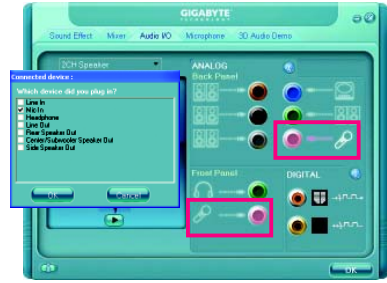 GIGABYTE
TECHNOLOGY
Sound Effect Mixer Audio I/O Microphone 3D Audio Demo
2CH Speaker
ANALOG
Back Panel
Connected device :
Which device did you plug in?
Line In
Mic In
Headphone
Line Out
Rear Speaker Out
Center/Subwoofer Speaker Out
Side Speaker Out
OK Cancel
Front Panel
DIGITAL
OK